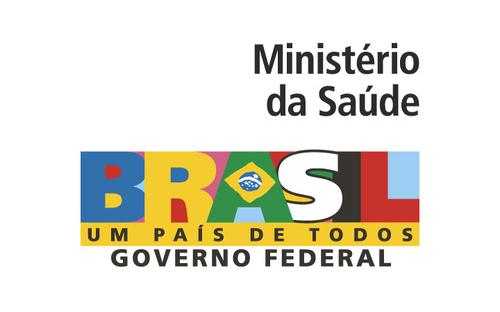 Ministério
da Saúde
BRASIL
UM PAÍS DE TODOS
GOVERNO FEDERAL